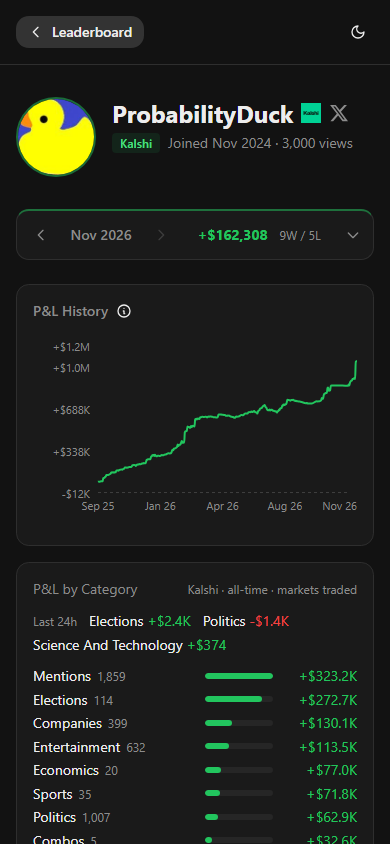 Leaderboard
ProbabilityDuck Kalshi
Kalshi Joined Nov 2024 · 3,000 views
Nov 2026 +$162,308 9W / 5L
P&L History
+$1.2M
+$1.0M
+$688K
+$338K
-$12K
Sep 25 Jan 26 Apr 26 Aug 26 Nov 26
P&L by Category Kalshi · all-time · markets traded
Last 24h Elections +$2.4K Politics -$1.4K
Science And Technology +$374
Mentions 1,859 +$323.2K
Elections 114 +$272.7K
Companies 399 +$130.1K
Entertainment 632 +$113.5K
Economics 20 +$77.0K
Sports 35 +$71.8K
Politics 1,007 +$62.9K
Combos 5 +$32.6K